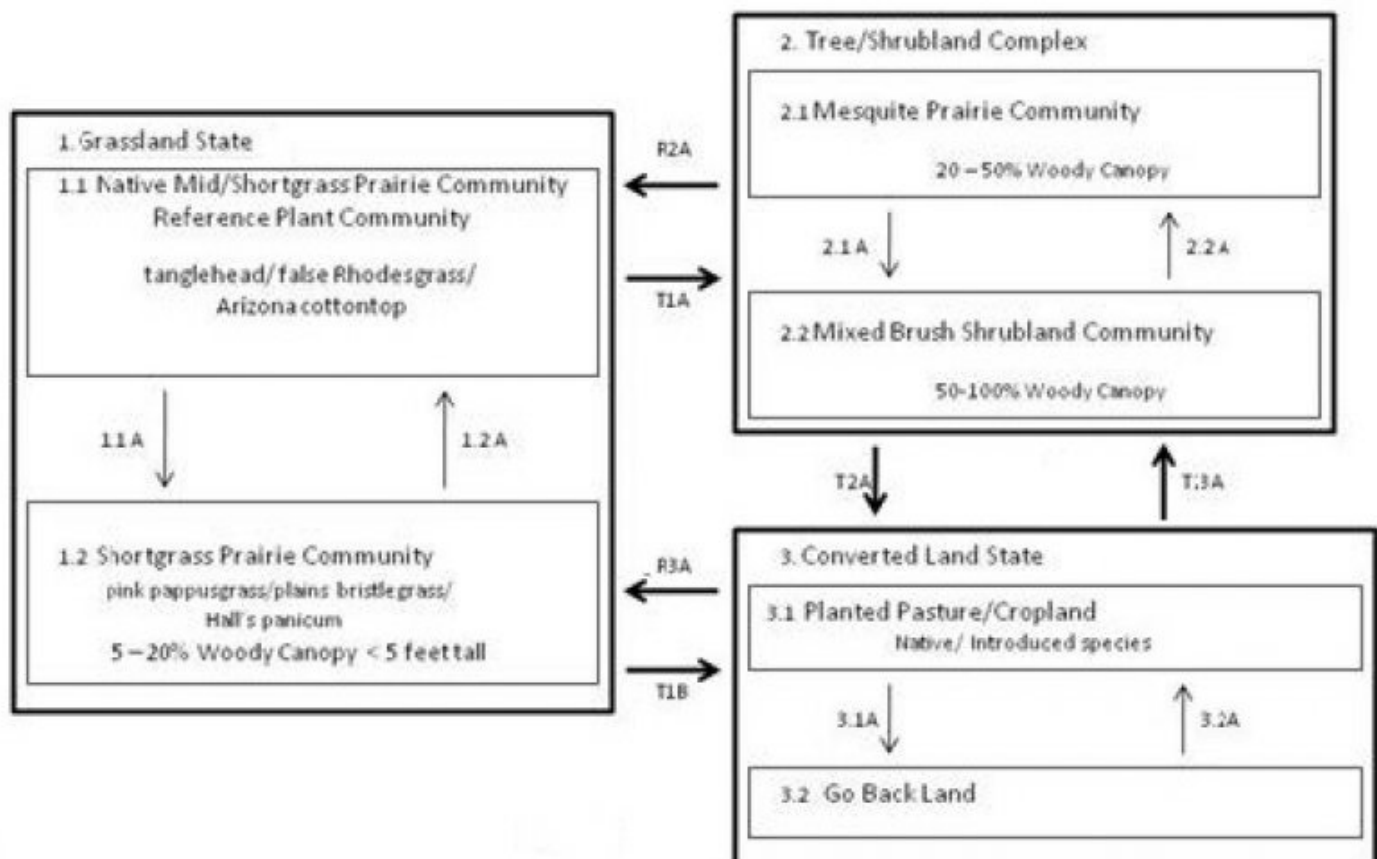 1. Grassland State
1.1 Native Mid/Shortgrass Prairie Community
Reference Plant Community
tanglehead/ false Rhodesgrass/
Arizona cottontop
1.1 A
1.2 A
1.2 Shortgrass Prairie Community
pink pappusgrass/plains bristlegrass/
Hall's panicum
5 – 20% Woody Canopy < 5 feet tall
R2A
T1A
R3A
T1B
2. Tree/Shrubland Complex
2.1 Mesquite Prairie Community
20 – 50% Woody Canopy
2.1 A
2.2 A
2.2 Mixed Brush Shrubland Community
50-100% Woody Canopy
T2A
T:3A
3. Converted Land State
3.1 Planted Pasture/Cropland
Native/ Introduced species
3.1A
3.2A
3.2 Go Back Land